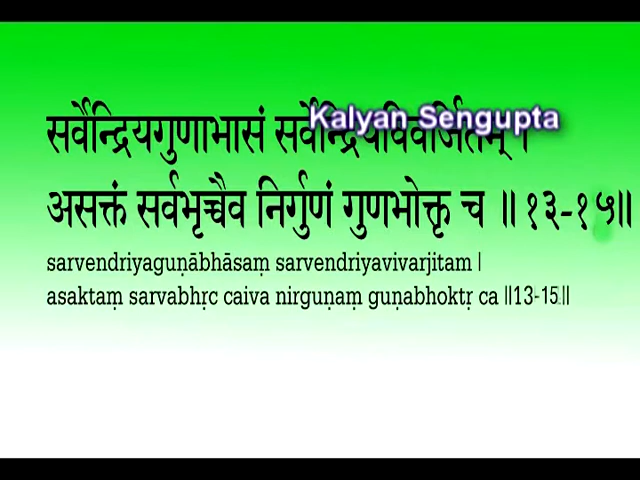 सर्वेन्द्रियगुणाभासं सर्वेन्द्रियविवर्जितम् ।
Kalyan Sengupta
असक्तं सर्वभृच्चैव निर्गुणं गुणभोक्तृ च ॥१३-१५॥
sarvendriyaguṇābhāsaṃ sarvendriyavivarjitam |
asaktaṃ sarvabhṛc caiva nirguṇaṃ guṇabhoktṛ ca ||13-15||